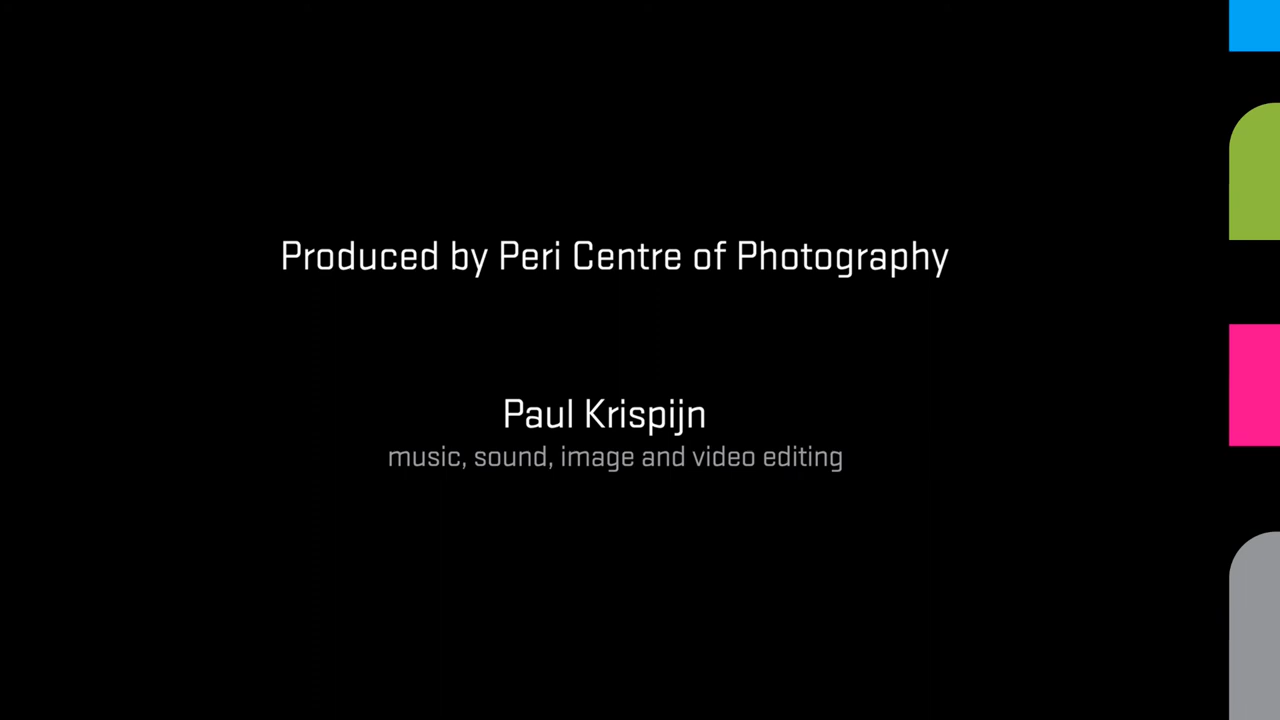 Produced by Peri Centre of Photography
Paul Krispijn
music, sound, image and video editing